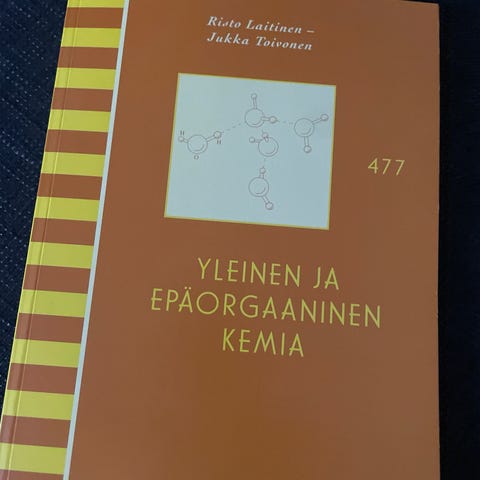 Risto Laitinen –
Jukka Toivonen
H
H
O
477
YLEINEN JA
EPÄORGAANINEN
KEMIA